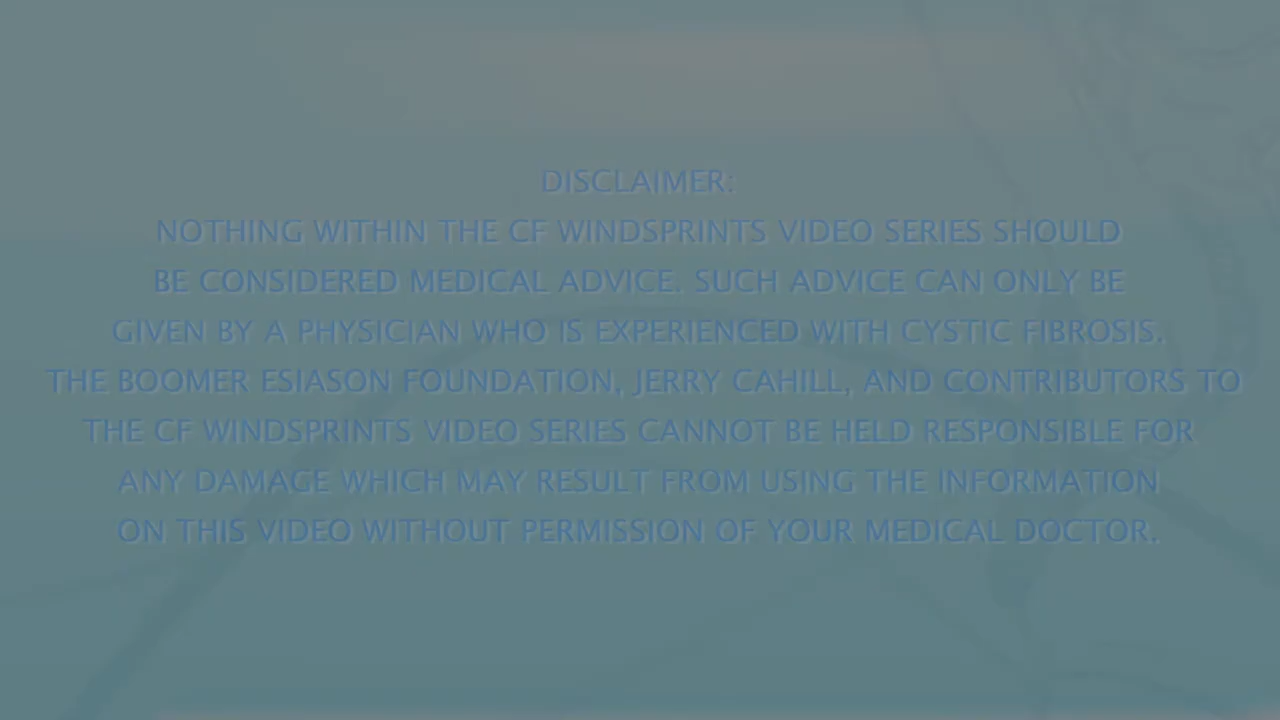 DISCLAIMER:
NOTHING WITHIN THE CF WINDSPRINTS VIDEO SERIES SHOULD
BE CONSIDERED MEDICAL ADVICE. SUCH ADVICE CAN ONLY BE
GIVEN BY A PHYSICIAN WHO IS EXPERIENCED WITH CYSTIC FIBROSIS.
THE BOOMER ESIASON FOUNDATION, JERRY CAHILL, AND CONTRIBUTORS TO
THE CF WINDSPRINTS VIDEO SERIES CANNOT BE HELD RESPONSIBLE FOR
ANY DAMAGE WHICH MAY RESULT FROM USING THE INFORMATION
ON THIS VIDEO WITHOUT PERMISSION OF YOUR MEDICAL DOCTOR.